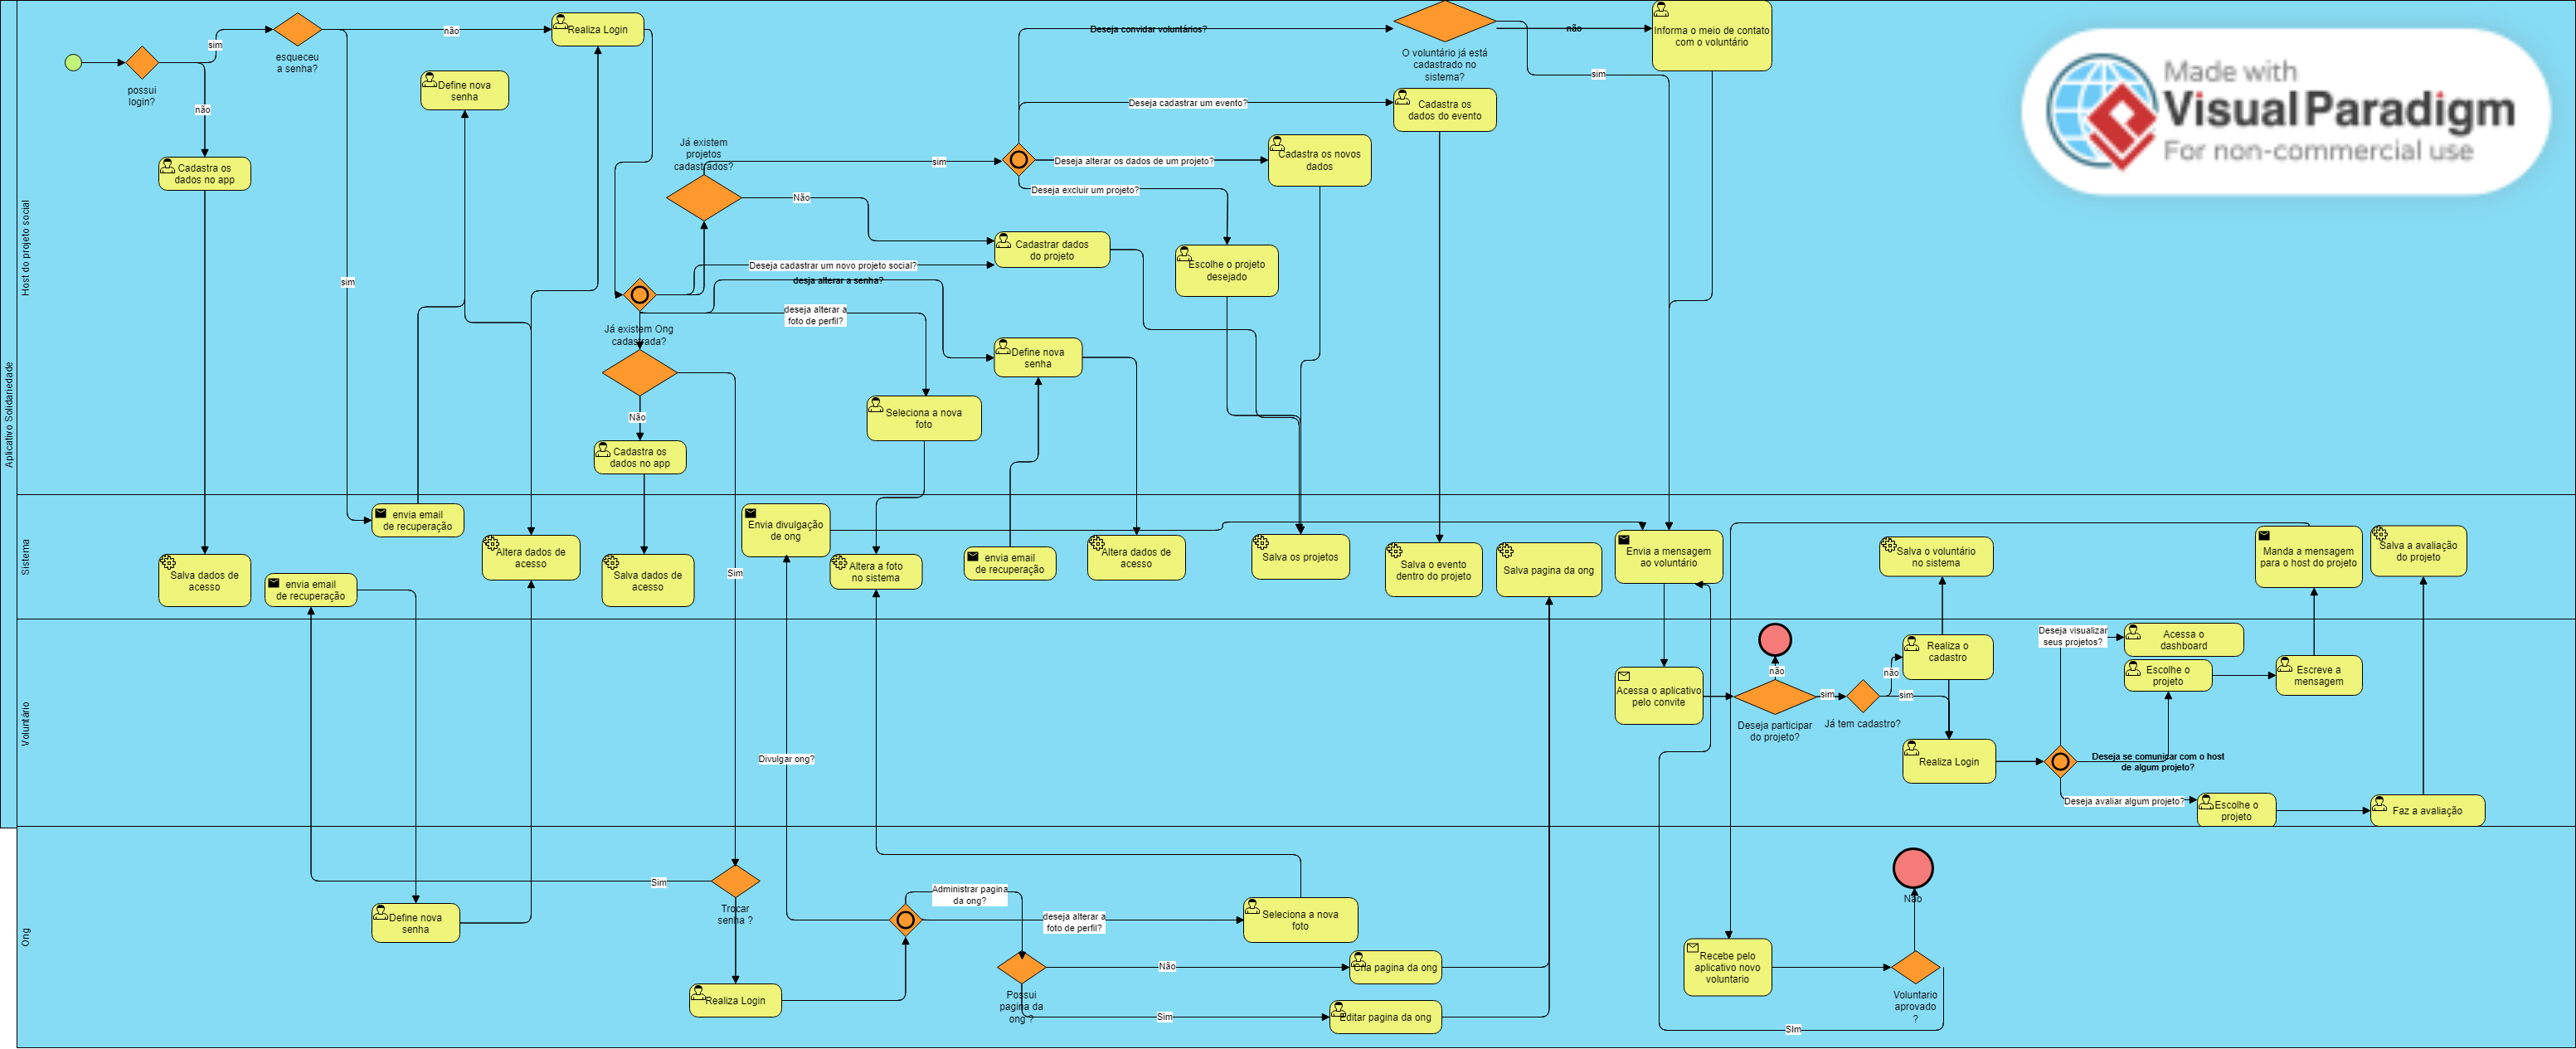 Aplicativo Solidariedade
Host do projeto social
possui
login?
sim
não
esqueceu
a senha?
não
sim
Realiza Login
Define nova
senha
Cadastra os
dados no app
Já existem
projetos
cadastrados?
sim
Não
Deseja convidar voluntários?
O voluntário já está
cadastrado no
sistema?
não
sim
Informa o meio de contato
com o voluntário
Deseja cadastrar um evento?
Cadastra os
dados do evento
Deseja alterar os dados de um projeto?
Cadastra os novos
dados
Deseja excluir um projeto?
Escolhe o projeto
desejado
Cadastrar dados
do projeto
Deseja cadastrar um novo projeto social?
desja alterar a senha?
deseja alterar a
foto de perfil?
Já existem Ong
cadastrada?
Define nova
senha
Seleciona a nova
foto
Não
Cadastra os
dados no app
Made with
Visual Paradigm
For non-commercial use
Sistema
Salva dados de
acesso
envia email
de recuperação
envia email
de recuperação
Altera dados de
acesso
Salva dados de
acesso
Sim
Envia divulgação
de ong
Altera a foto
no sistema
envia email
de recuperação
Altera dados de
acesso
Salva os projetos
Salva o evento
dentro do projeto
Salva pagina da ong
Envia a mensagem
ao voluntário
Salva o voluntário
no sistema
Manda a mensagem
para o host do projeto
Salva a avaliação
do projeto
Voluntário
Divulgar ong?
Acessa o aplicativo
pelo convite
não
Deseja participar
do projeto?
sim
Já tem cadastro?
não
sim
Realiza o
cadastro
Realiza Login
Deseja visualizar
seus projetos?
Acessa o
dashboard
Escolhe o
projeto
Escreve a
mensagem
Deseja se comunicar com o host
de algum projeto?
Deseja avaliar algum projeto?
Escolhe o
projeto
Faz a avaliação
Ong
Sim
Trocar
senha ?
Define nova
senha
Realiza Login
Administrar pagina
da ong?
deseja alterar a
foto de perfil?
Seleciona a nova
foto
Possui
pagina da
ong ?
Não
Cria pagina da ong
Sim
Editar pagina da ong
Recebe pelo
aplicativo novo
voluntario
Não
Voluntario
aprovado
?
SIm